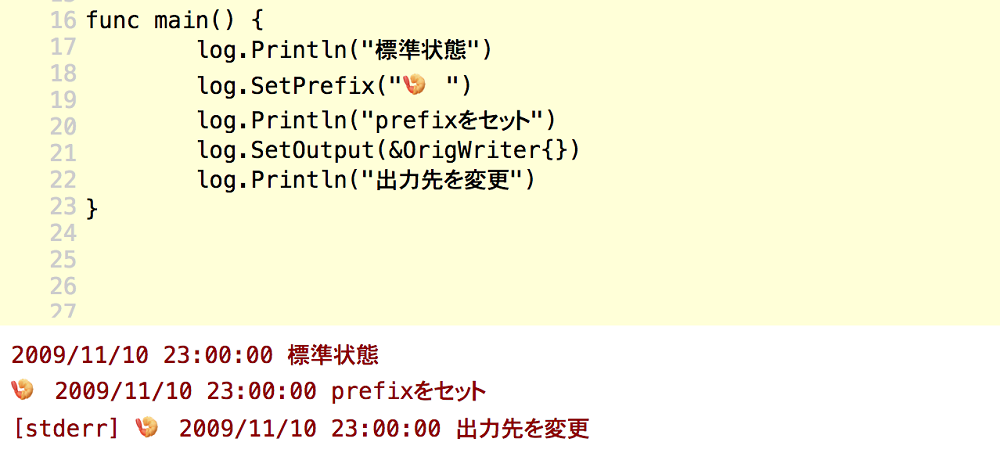 16 func main() {
17 log.Println("標準状態")
18 log.SetPrefix("🍤 ")
19
20 log.Println("prefixをセット")
21 log.SetOutput(&OrigWriter{})
22 log.Println("出力先を変更")
23 }
24
25
26
27
2009/11/10 23:00:00 標準状態
🍤 2009/11/10 23:00:00 prefixをセット
[stderr] 🍤 2009/11/10 23:00:00 出力先を変更